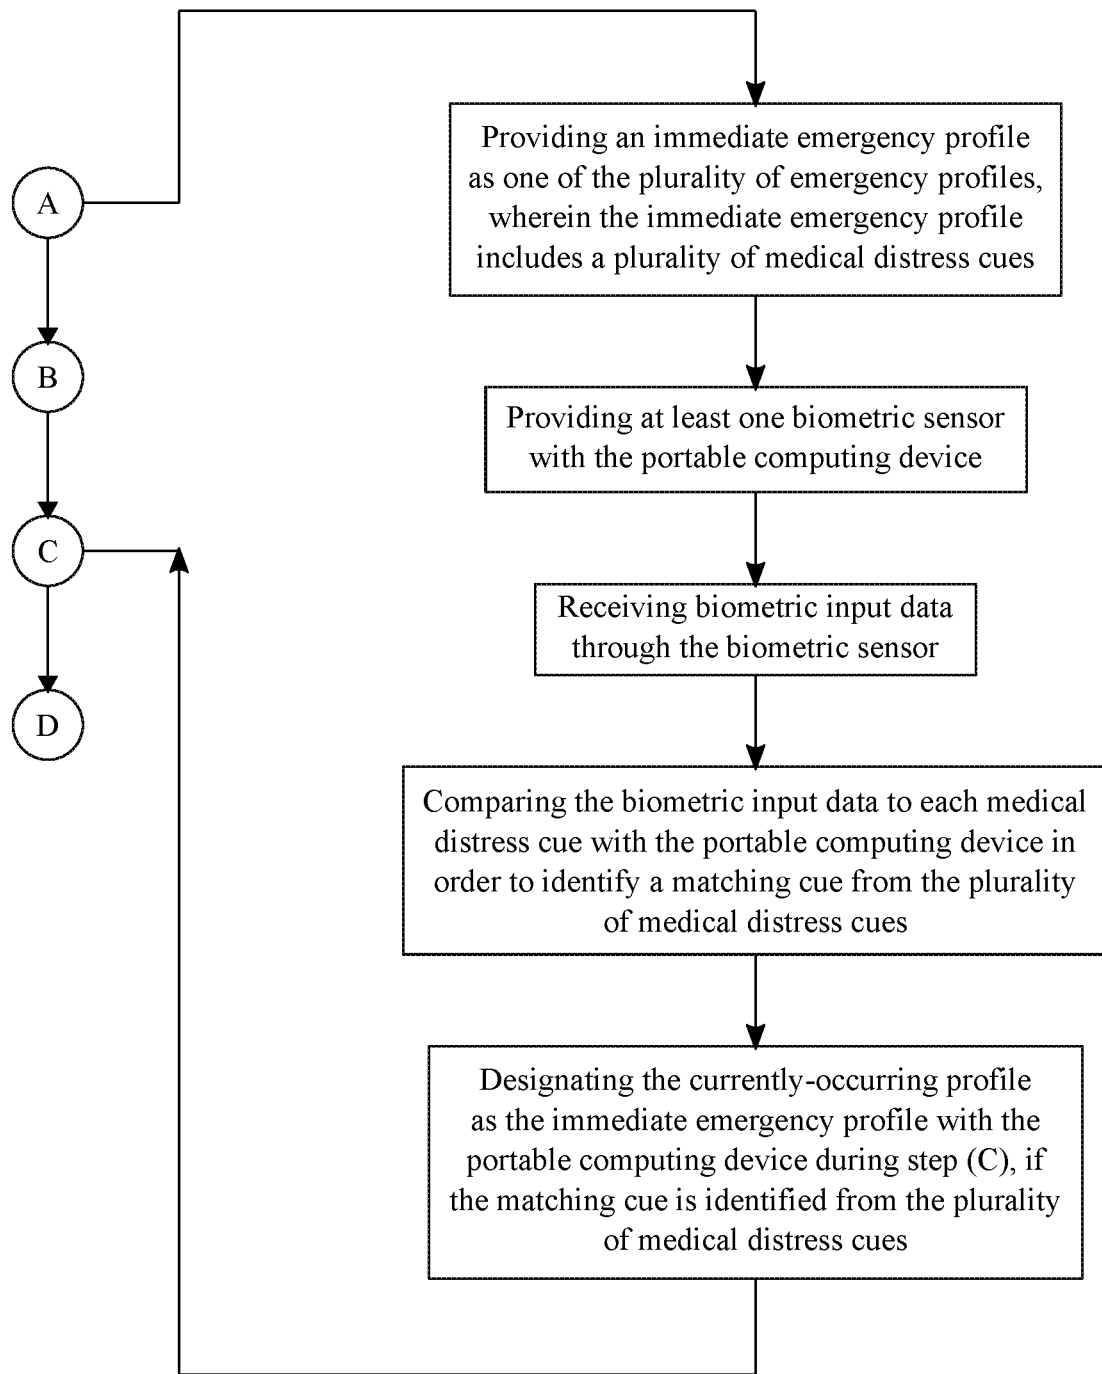 A
B
C
D
Providing an immediate emergency profile
as one of the plurality of emergency profiles,
wherein the immediate emergency profile
includes a plurality of medical distress cues
Providing at least one biometric sensor
with the portable computing device
Receiving biometric input data
through the biometric sensor
Comparing the biometric input data to each medical
distress cue with the portable computing device in
order to identify a matching cue from the plurality
of medical distress cues
Designating the currently-occurring profile
as the immediate emergency profile with the
portable computing device during step (C), if
the matching cue is identified from the plurality
of medical distress cues